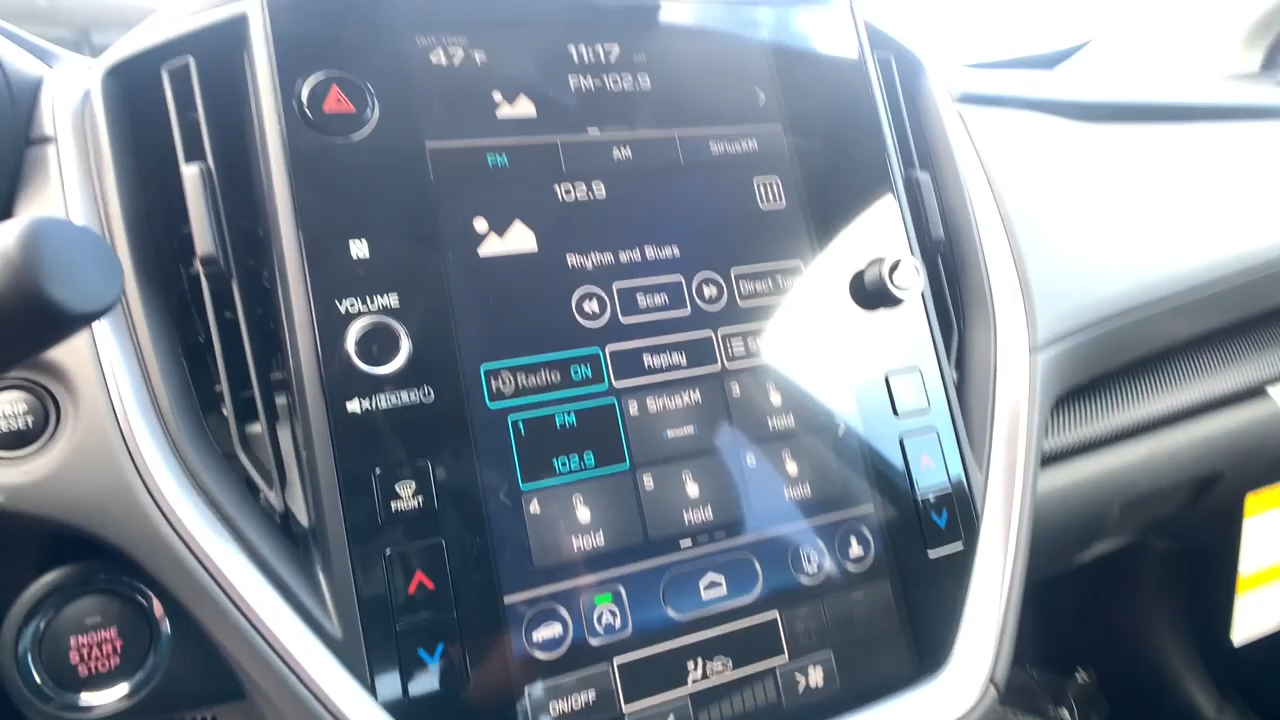 47°F
11:17
FM-102.9
FM
AM
SiriusXM
102.9
Rhythm and Blues
Scan
Direct
HD Radio ON
Replay
VOLUME
1
FM
102.9
2
SiriusXM
3
Hold
4
Hold
5
Hold
6
Hold
FRONT
TRIP
RESET
ENGINE
START
STOP
ON/OFF